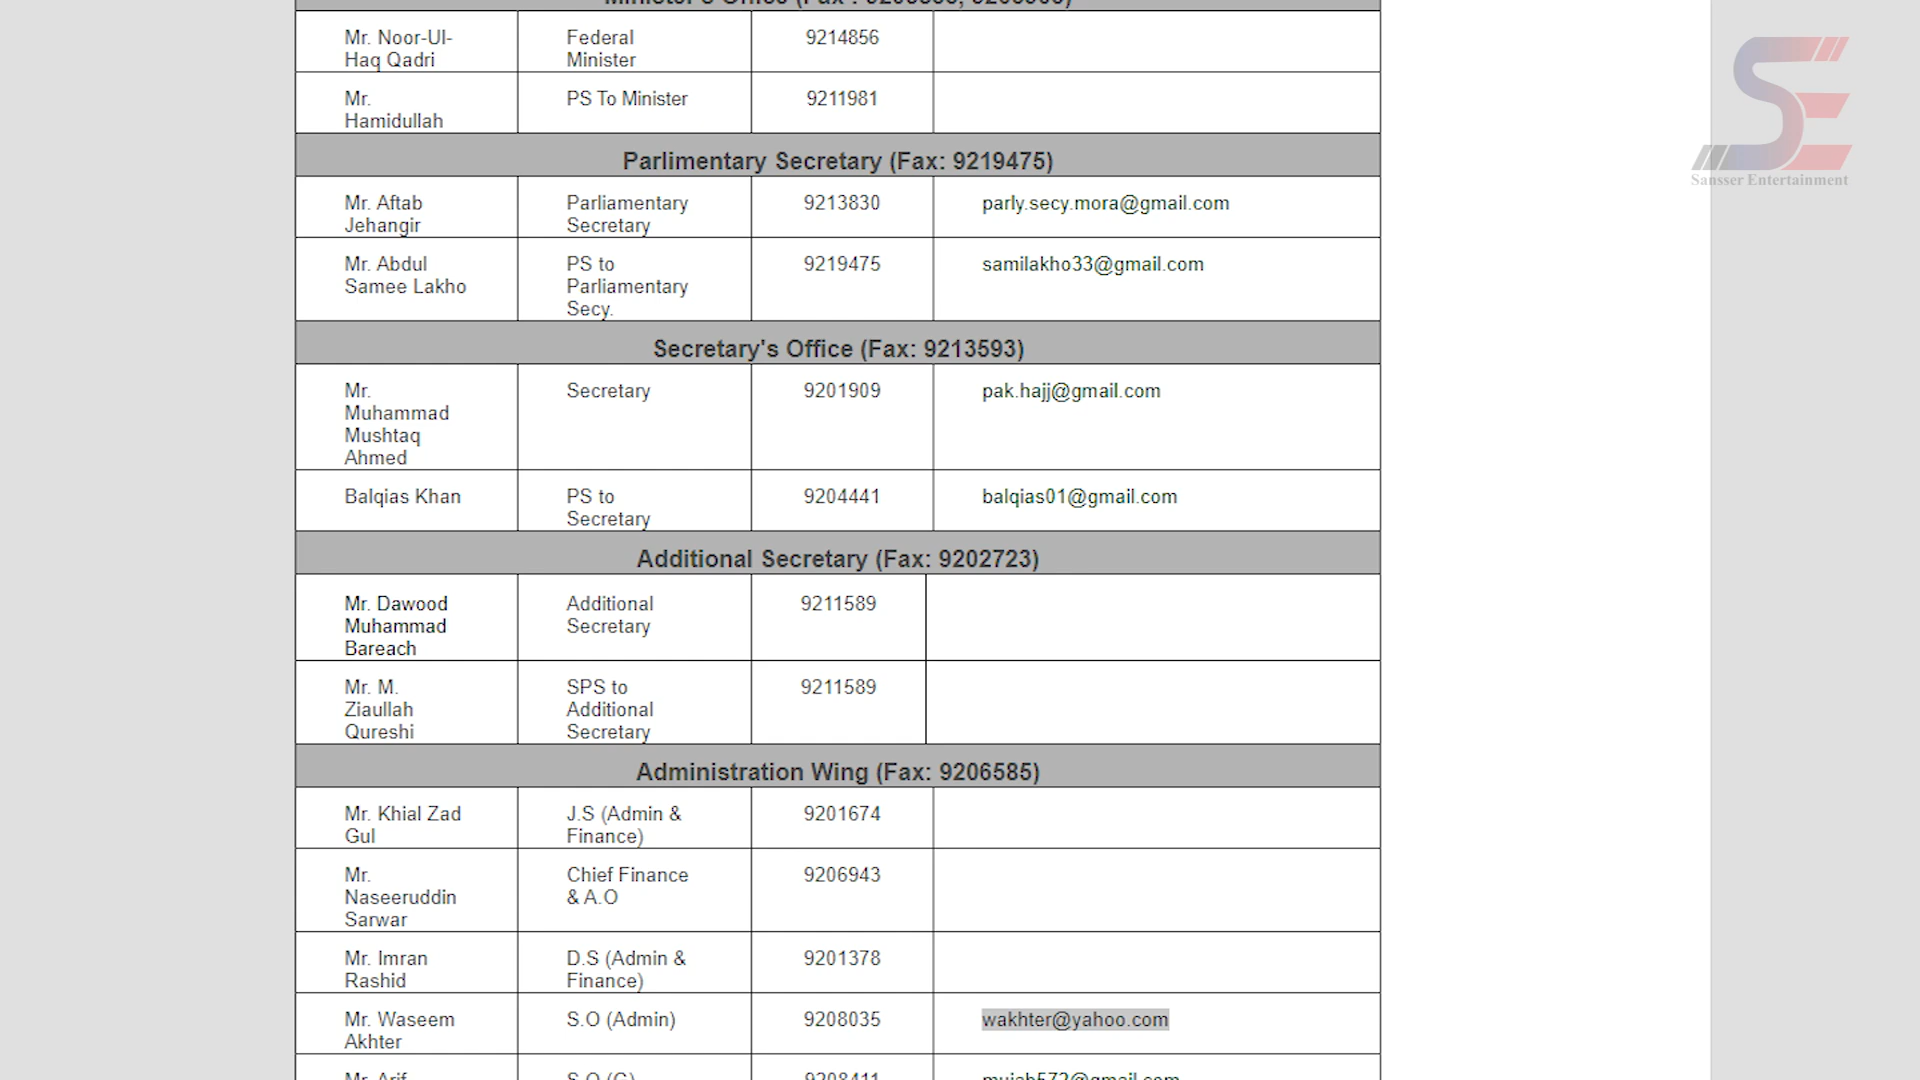 Mr. Noor-Ul-
Haq Qadri
Federal
Minister
9214856
Mr.
Hamidullah
PS To Minister
9211981
Parlimentary Secretary (Fax: 9219475)
Mr. Aftab
Jehangir
Parliamentary
Secretary
9213830
parly.secy.mora@gmail.com
Mr. Abdul
Samee Lakho
PS to
Parliamentary
Secy.
9219475
samilakho33@gmail.com
Secretary's Office (Fax: 9213593)
Mr.
Muhammad
Mushtaq
Ahmed
Secretary
9201909
pak.hajj@gmail.com
Balqias Khan
PS to
Secretary
9204441
balqias01@gmail.com
Additional Secretary (Fax: 9202723)
Mr. Dawood
Muhammad
Bareach
Additional
Secretary
9211589
Mr. M.
Ziaullah
Qureshi
SPS to
Additional
Secretary
9211589
Administration Wing (Fax: 9206585)
Mr. Khial Zad
Gul
J.S (Admin &
Finance)
9201674
Mr.
Naseeruddin
Sarwar
Chief Finance
& A.O
9206943
Mr. Imran
Rashid
D.S (Admin &
Finance)
9201378
Mr. Waseem
Akhter
S.O (Admin)
9208035
wakhter@yahoo.com
Mr. Arif
S.O (G)
9208411
SE
Sansser Entertainment